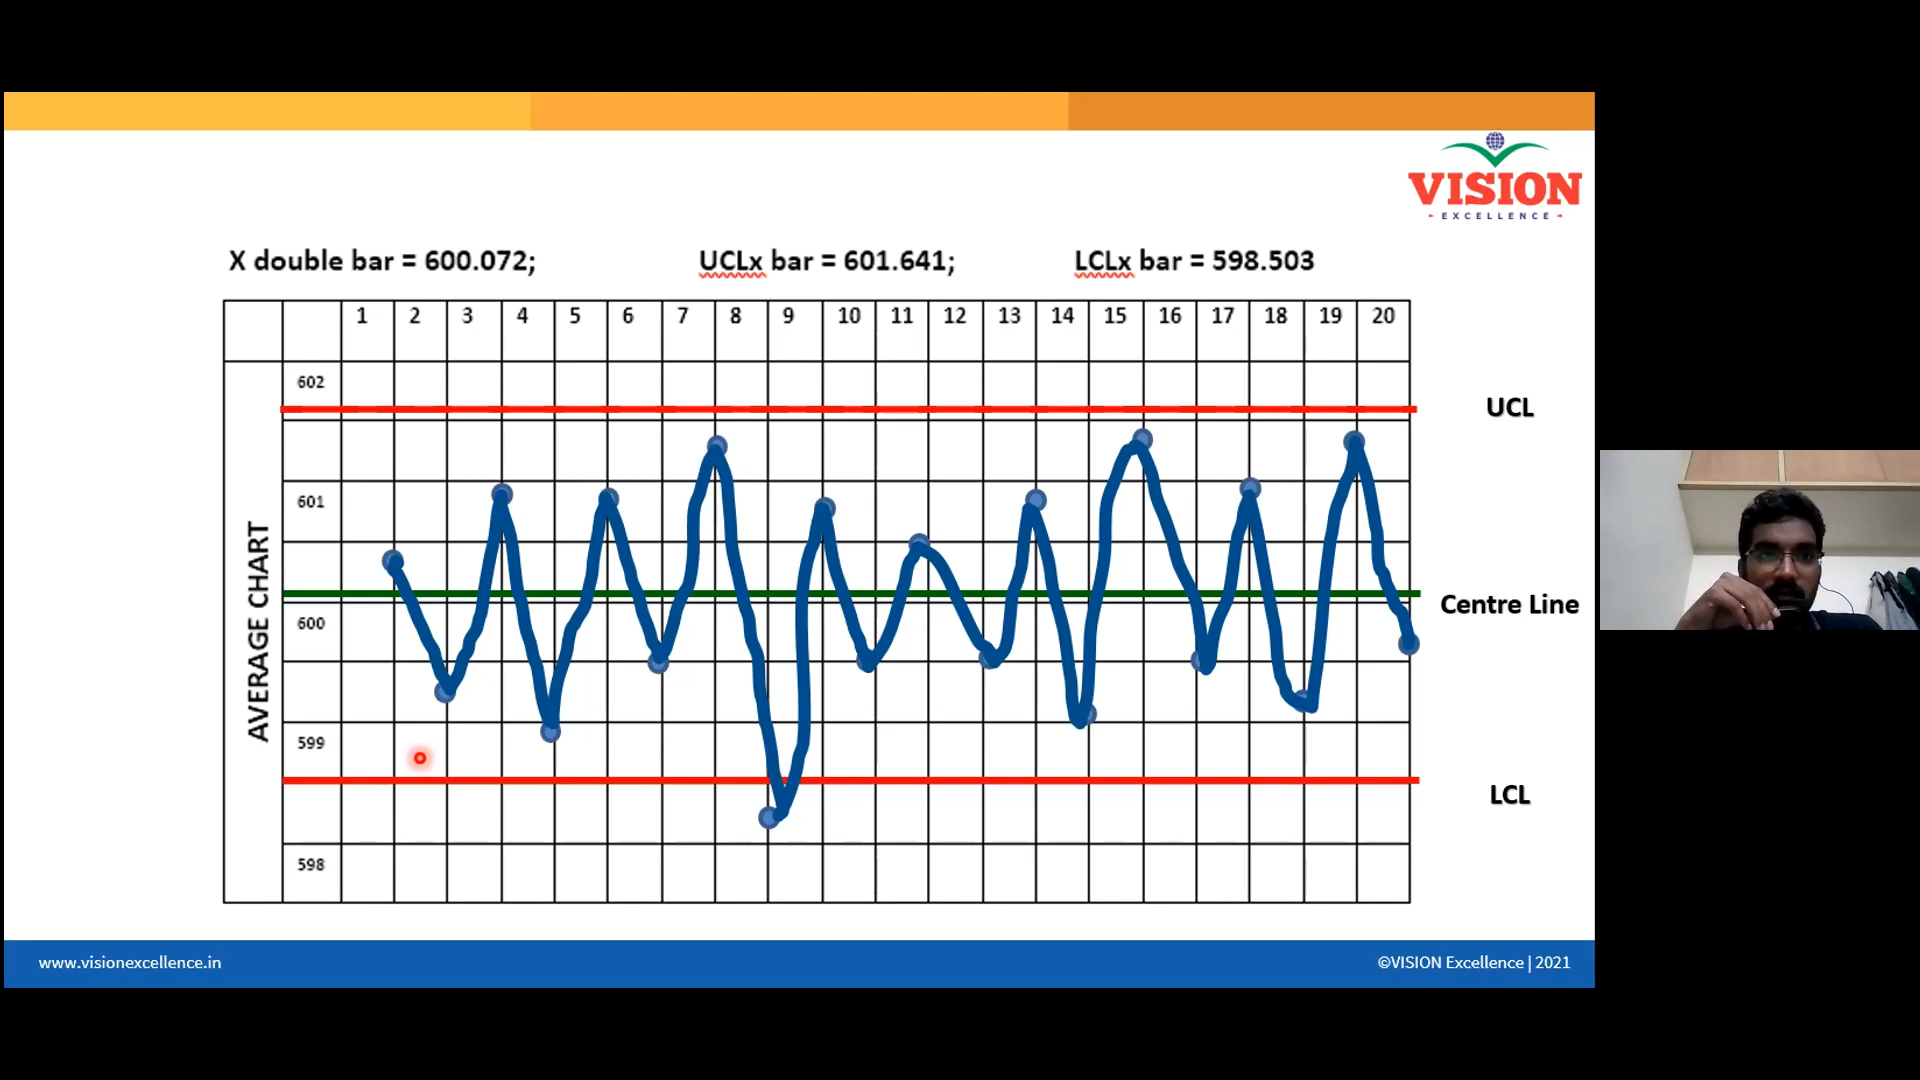 VISION
EXCELLENCE
X double bar = 600.072; UCLx bar = 601.641; LCLx bar = 598.503
1 2 3 4 5 6 7 8 9 10 11 12 13 14 15 16 17 18 19 20
602
UCL
601
AVERAGE CHART
Centre Line
600
599
LCL
598
www.visionexcellence.in ©VISION Excellence | 2021